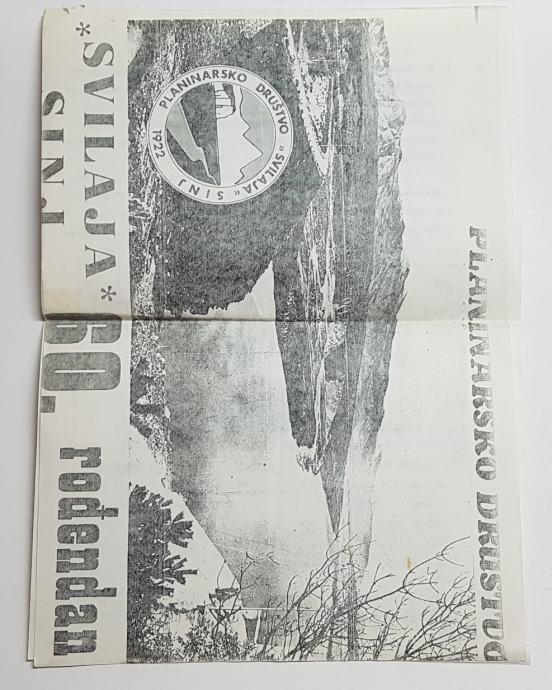 PLANINARSKO DRUŠTVO
PLANINARSKO DRUŠTVO »SVILAJA« SINJ
1922
*SVILAJA*
SINJ
60.
rođendan